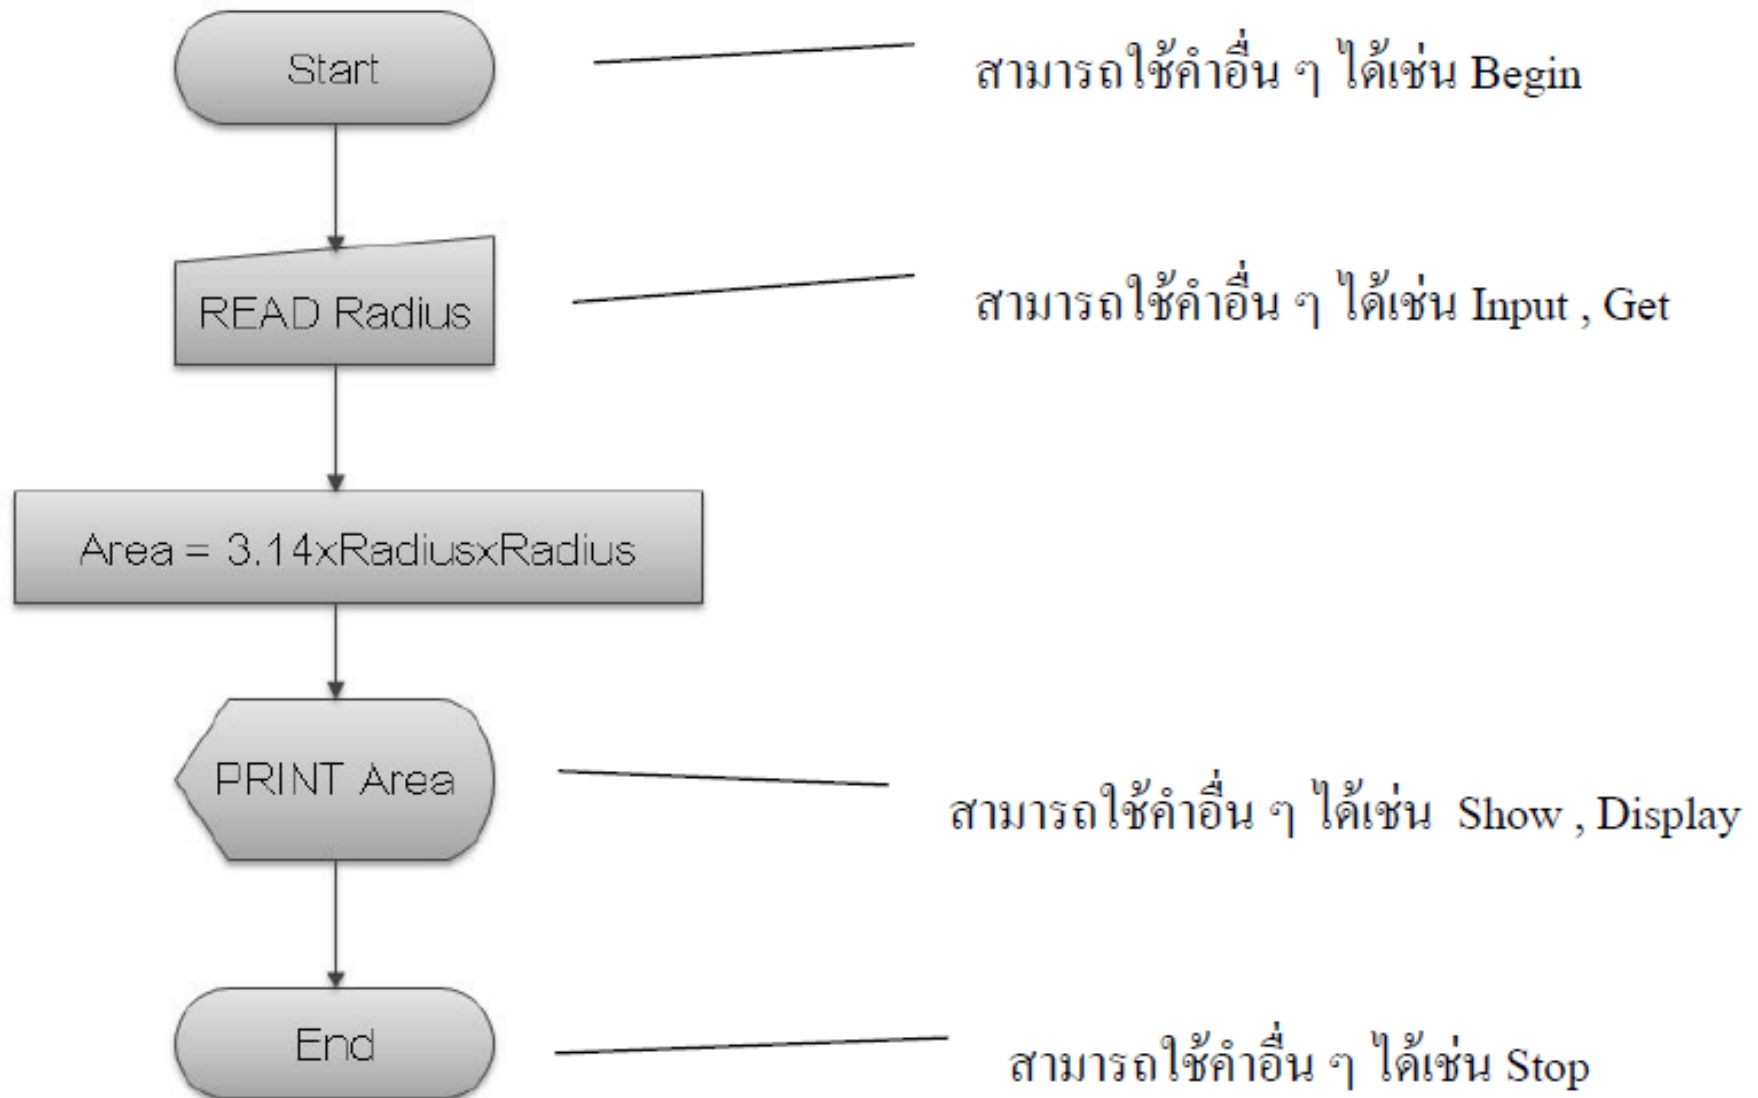 Start
สามารถใช้คำอื่น ๆ ได้เช่น Begin
READ Radius
สามารถใช้คำอื่น ๆ ได้เช่น Input , Get
Area = 3.14xRadiusxRadius
PRINT Area
สามารถใช้คำอื่น ๆ ได้เช่น Show , Display
End
สามารถใช้คำอื่น ๆ ได้เช่น Stop